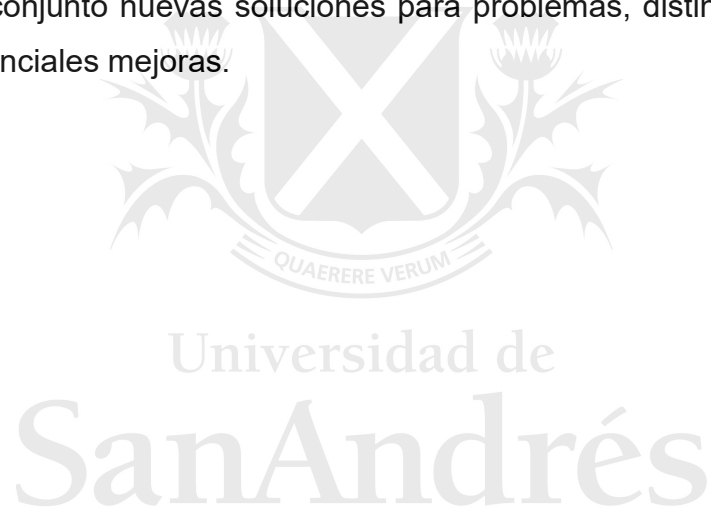 conjunto nuevas soluciones para problemas, distin
nciales mejoras.
QUAERERE VERUM
Universidad de
SanAndrés